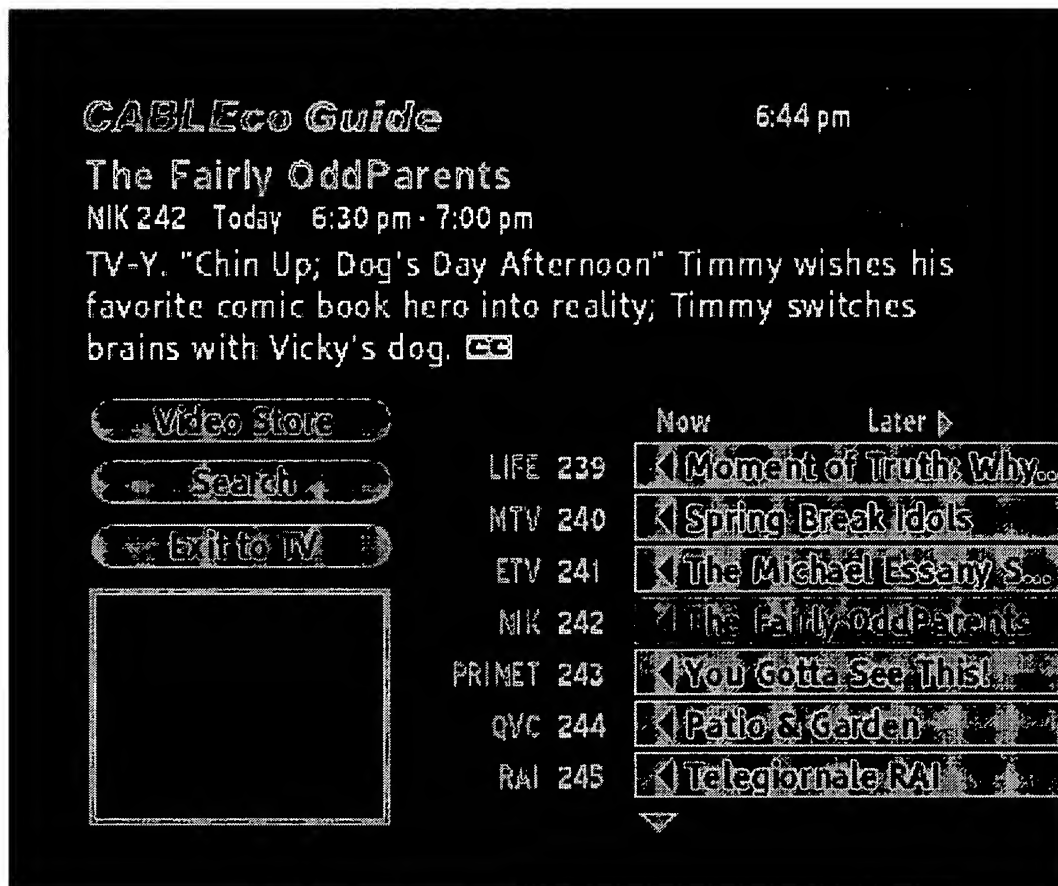 CABLEco Guide
6:44 pm
The Fairly OddParents
NIK 242 Today 6:30 pm - 7:00 pm
TV-Y. "Chin Up; Dog's Day Afternoon" Timmy wishes his
favorite comic book hero into reality; Timmy switches
brains with Vicky's dog. CC
Video Store
Search
Exit to TV
Now Later
LIFE 239 Moment of Truth: Why...
MTV 240 Spring Break Idols
ETV 241 The Michael Essany S...
NIK 242 The Fairly OddParents
PRIMET 243 You Gotta See This!
QVC 244 Patio & Garden
RAI 245 Telegiornale RAI